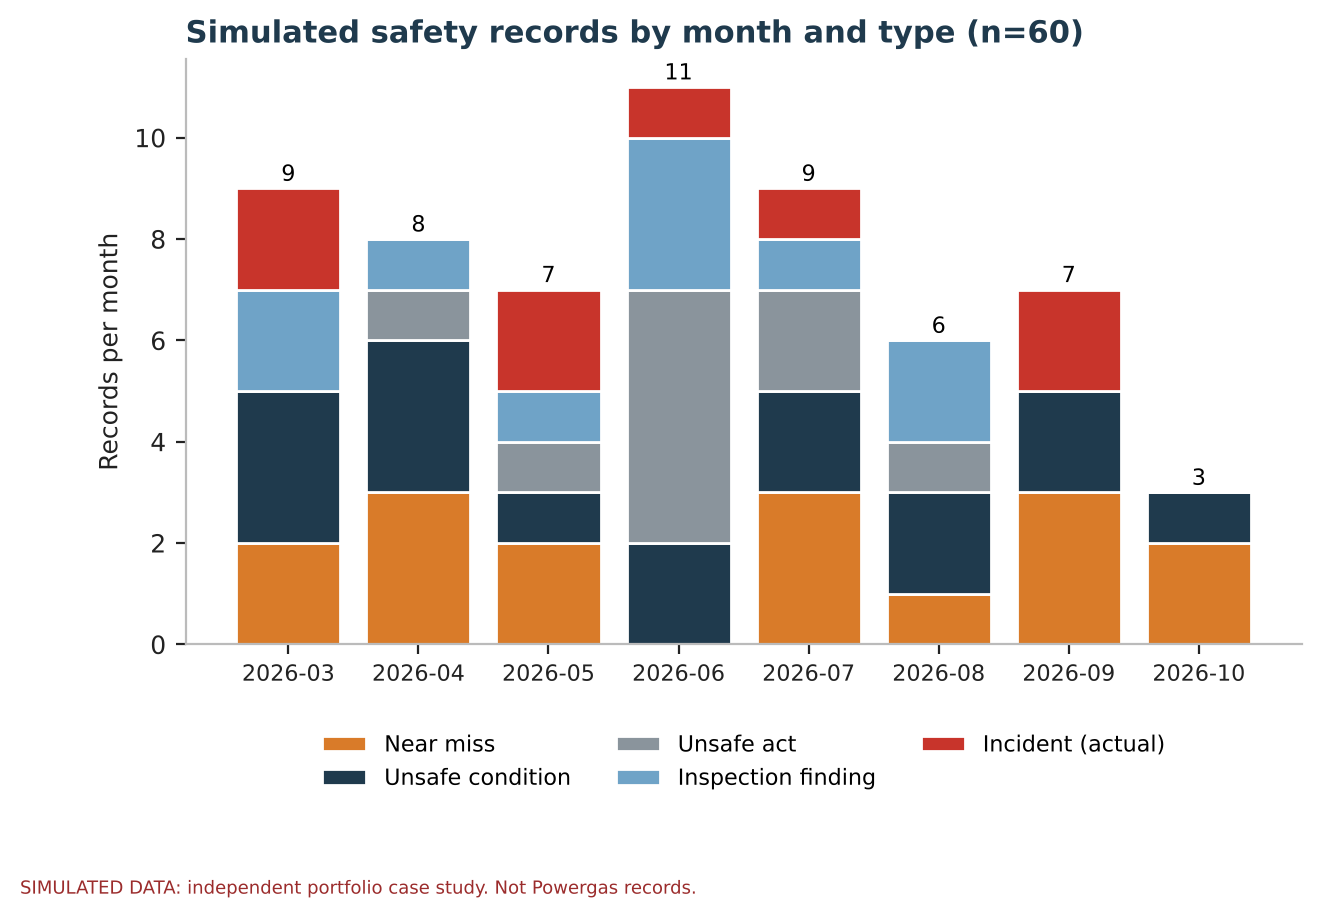 Simulated safety records by month and type (n=60)
Records per month
10
8
6
4
2
0
9
8
7
11
9
6
7
3
2026-03 2026-04 2026-05 2026-06 2026-07 2026-08 2026-09 2026-10
Near miss Unsafe act Incident (actual)
Unsafe condition Inspection finding
SIMULATED DATA: independent portfolio case study. Not Powergas records.